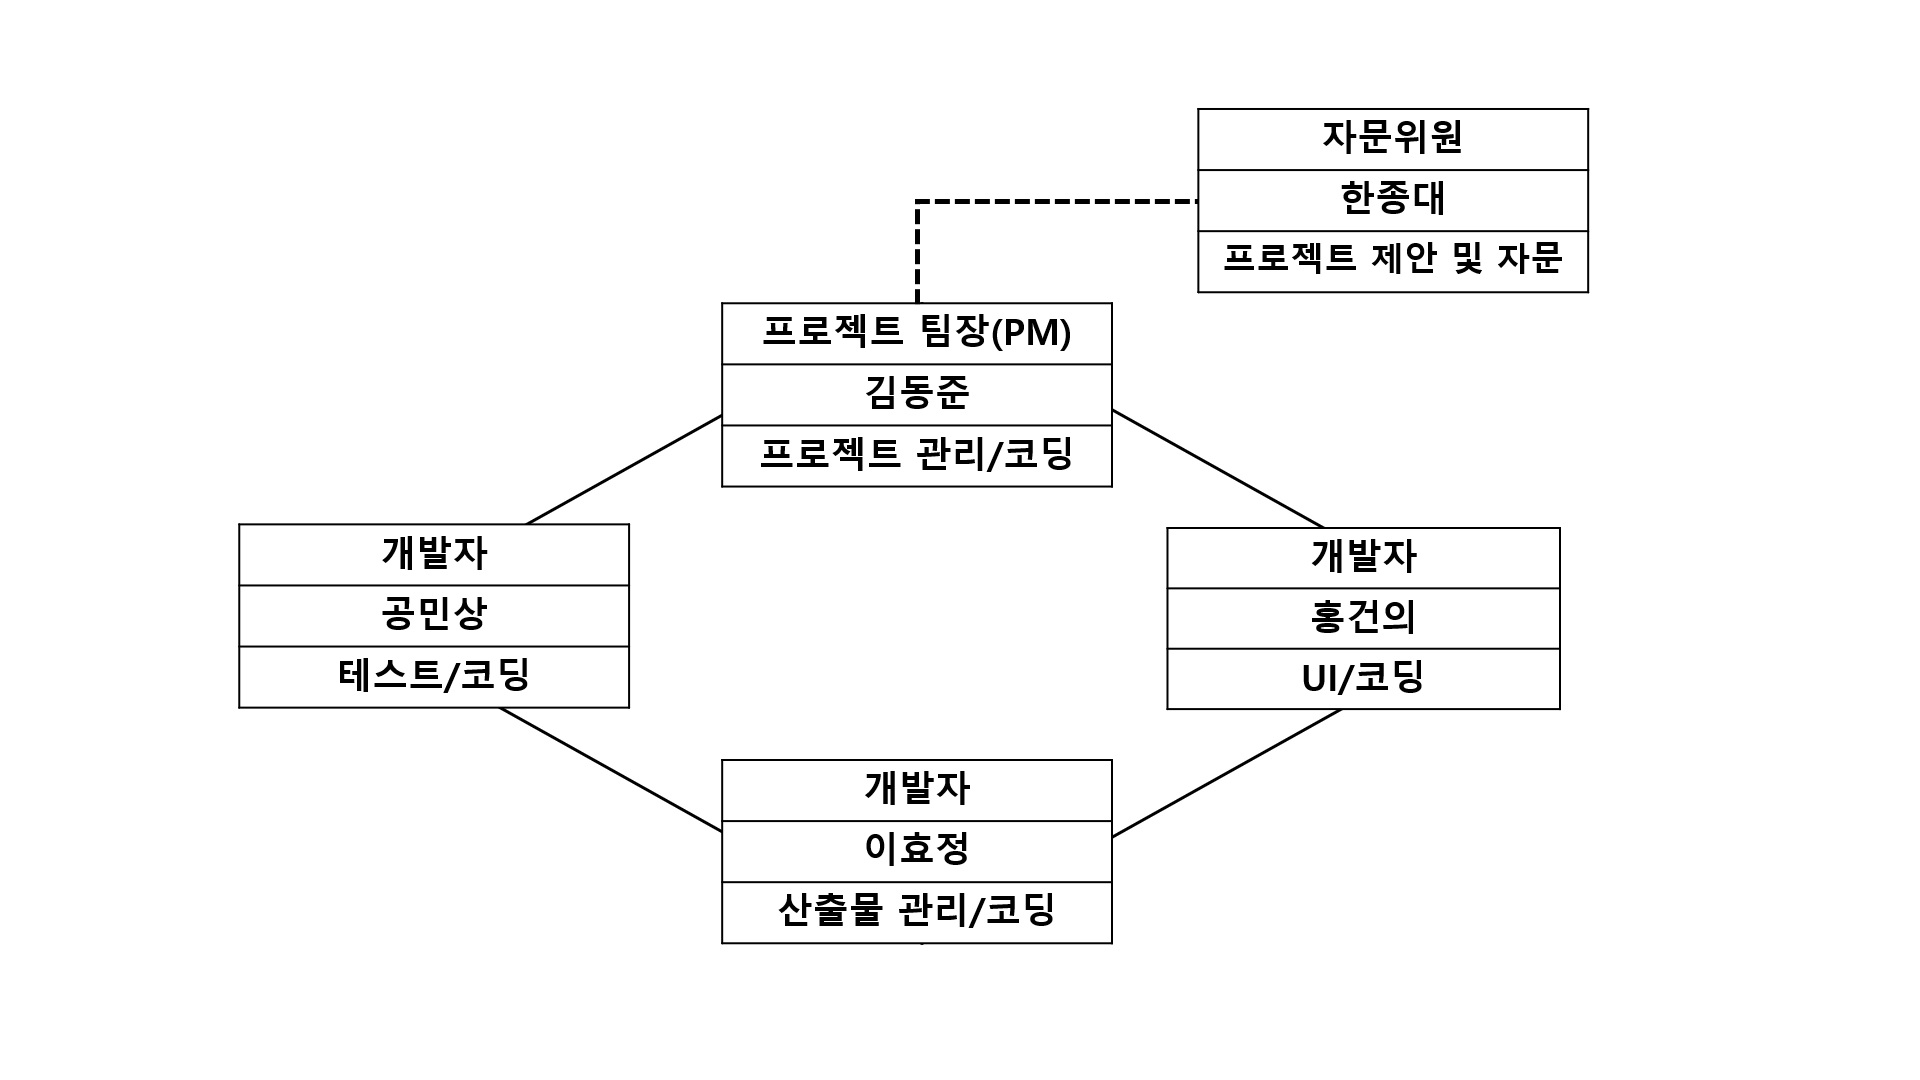 자문위원
한종대
프로젝트 제안 및 자문
프로젝트 팀장(PM)
김동준
프로젝트 관리/코딩
개발자
공민상
테스트/코딩
개발자
홍건의
UI/코딩
개발자
이효정
산출물 관리/코딩